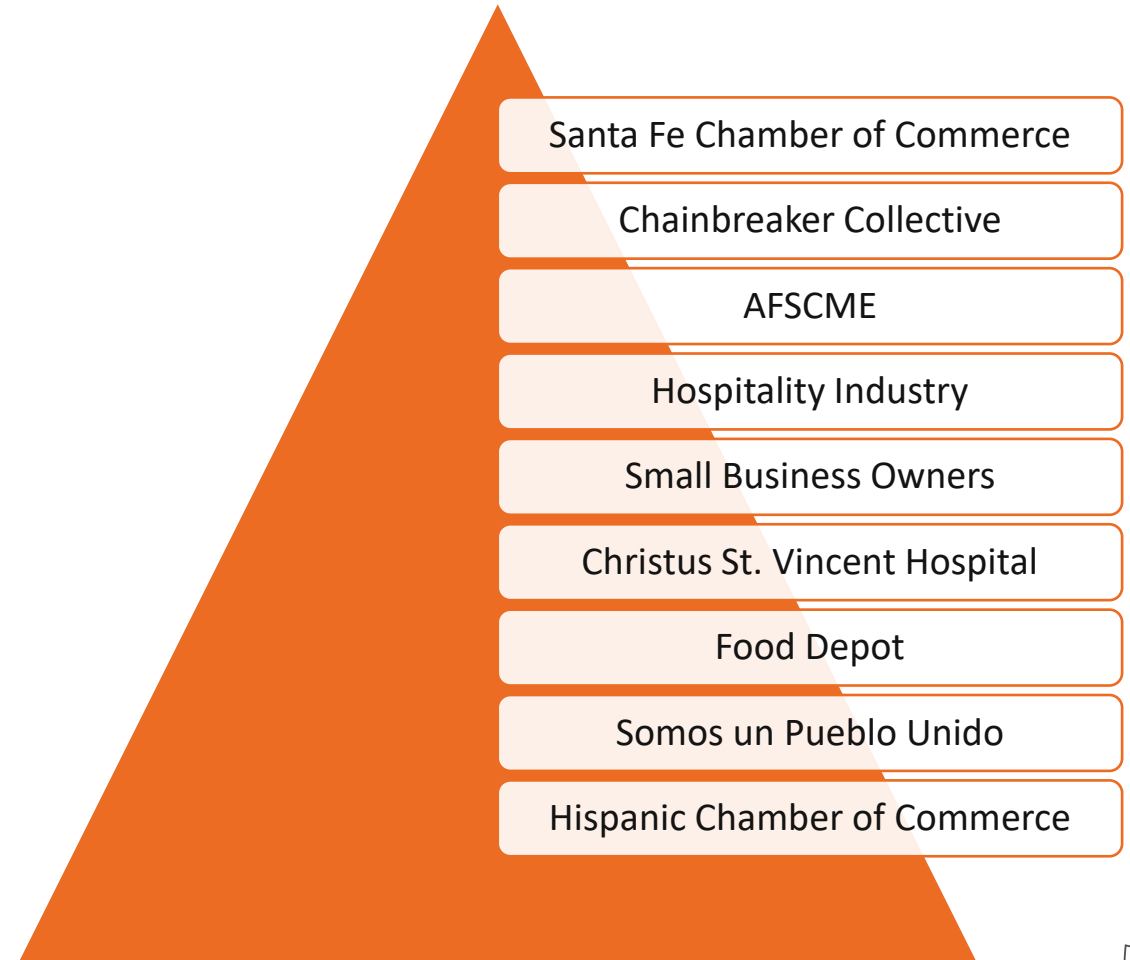 Santa Fe Chamber of Commerce
Chainbreaker Collective
AFSCME
Hospitality Industry
Small Business Owners
Christus St. Vincent Hospital
Food Depot
Somos un Pueblo Unido
Hispanic Chamber of Commerce